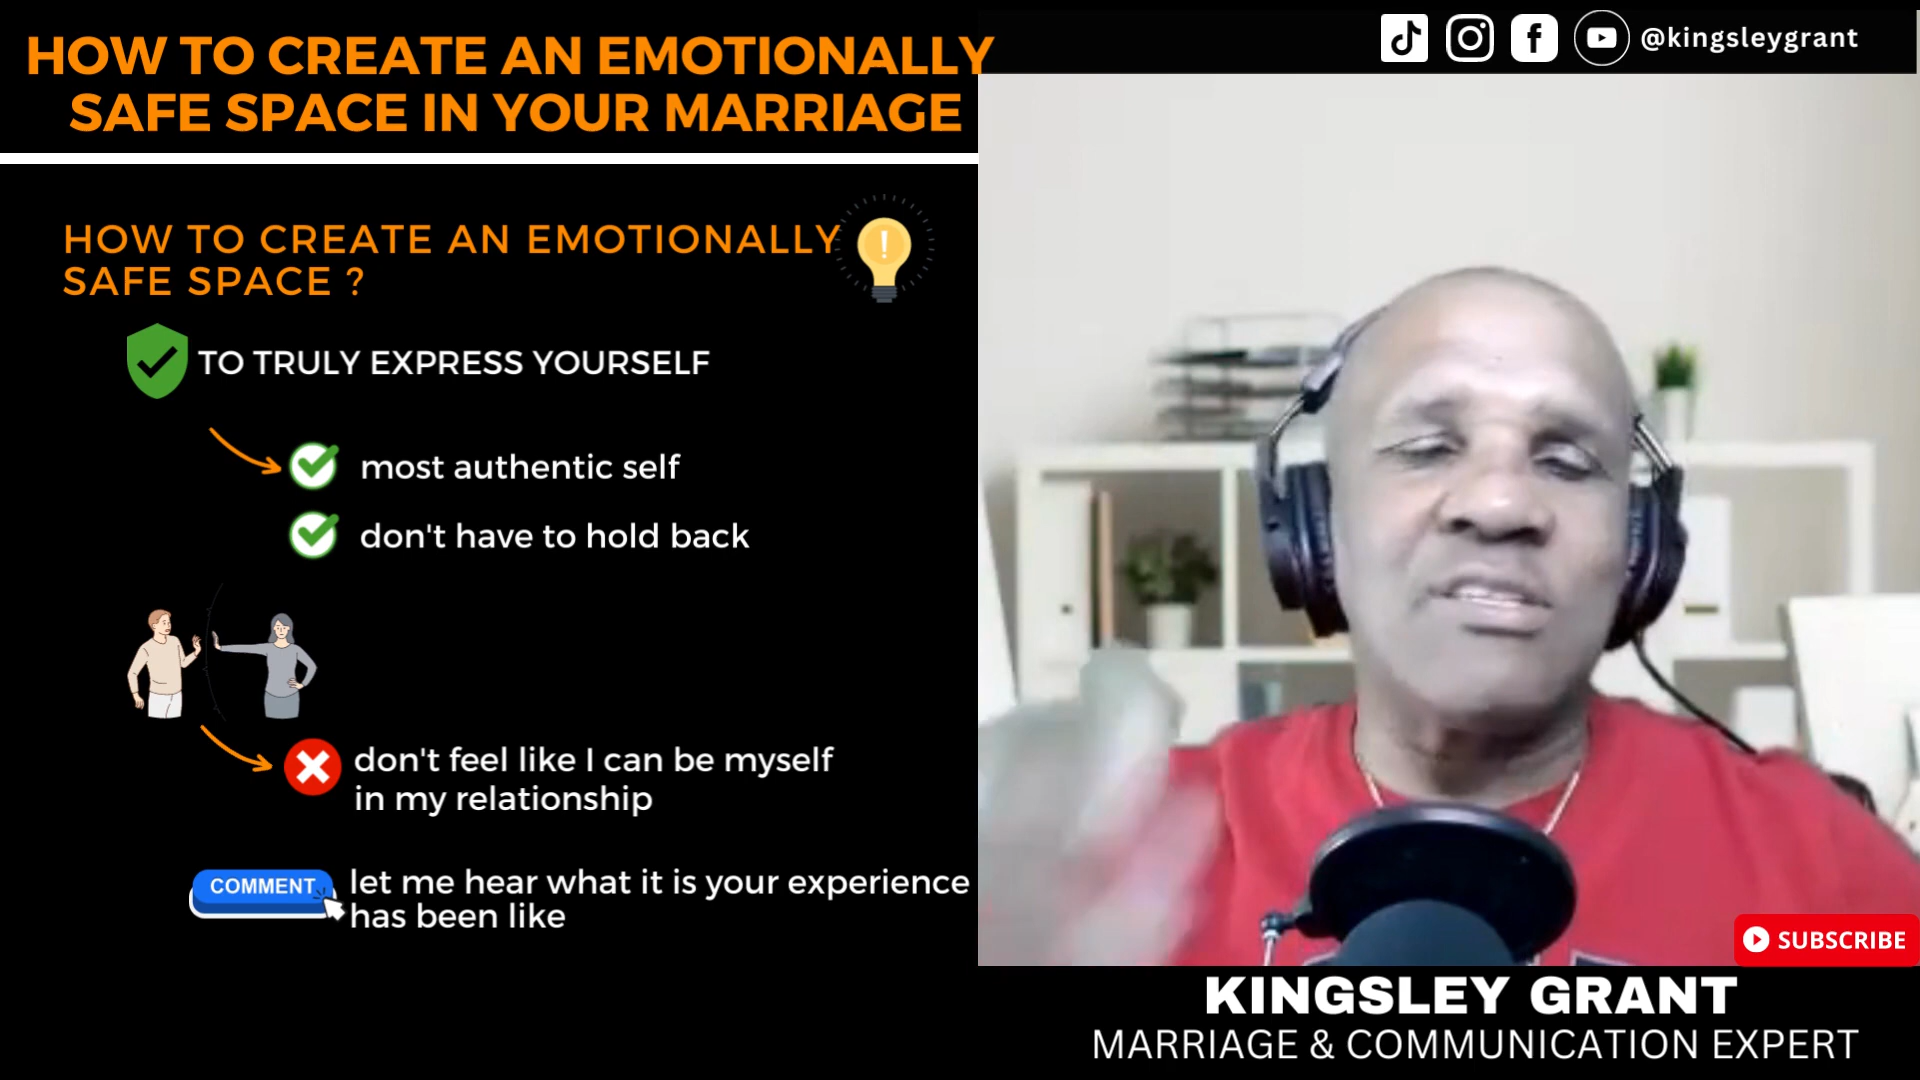 HOW TO CREATE AN EMOTIONALLY
SAFE SPACE IN YOUR MARRIAGE
@kingsleygrant
HOW TO CREATE AN EMOTIONALLY
SAFE SPACE ?
TO TRULY EXPRESS YOURSELF
most authentic self
don't have to hold back
don't feel like I can be myself
in my relationship
COMMENT
let me hear what it is your experience
has been like
SUBSCRIBE
KINGSLEY GRANT
MARRIAGE & COMMUNICATION EXPERT